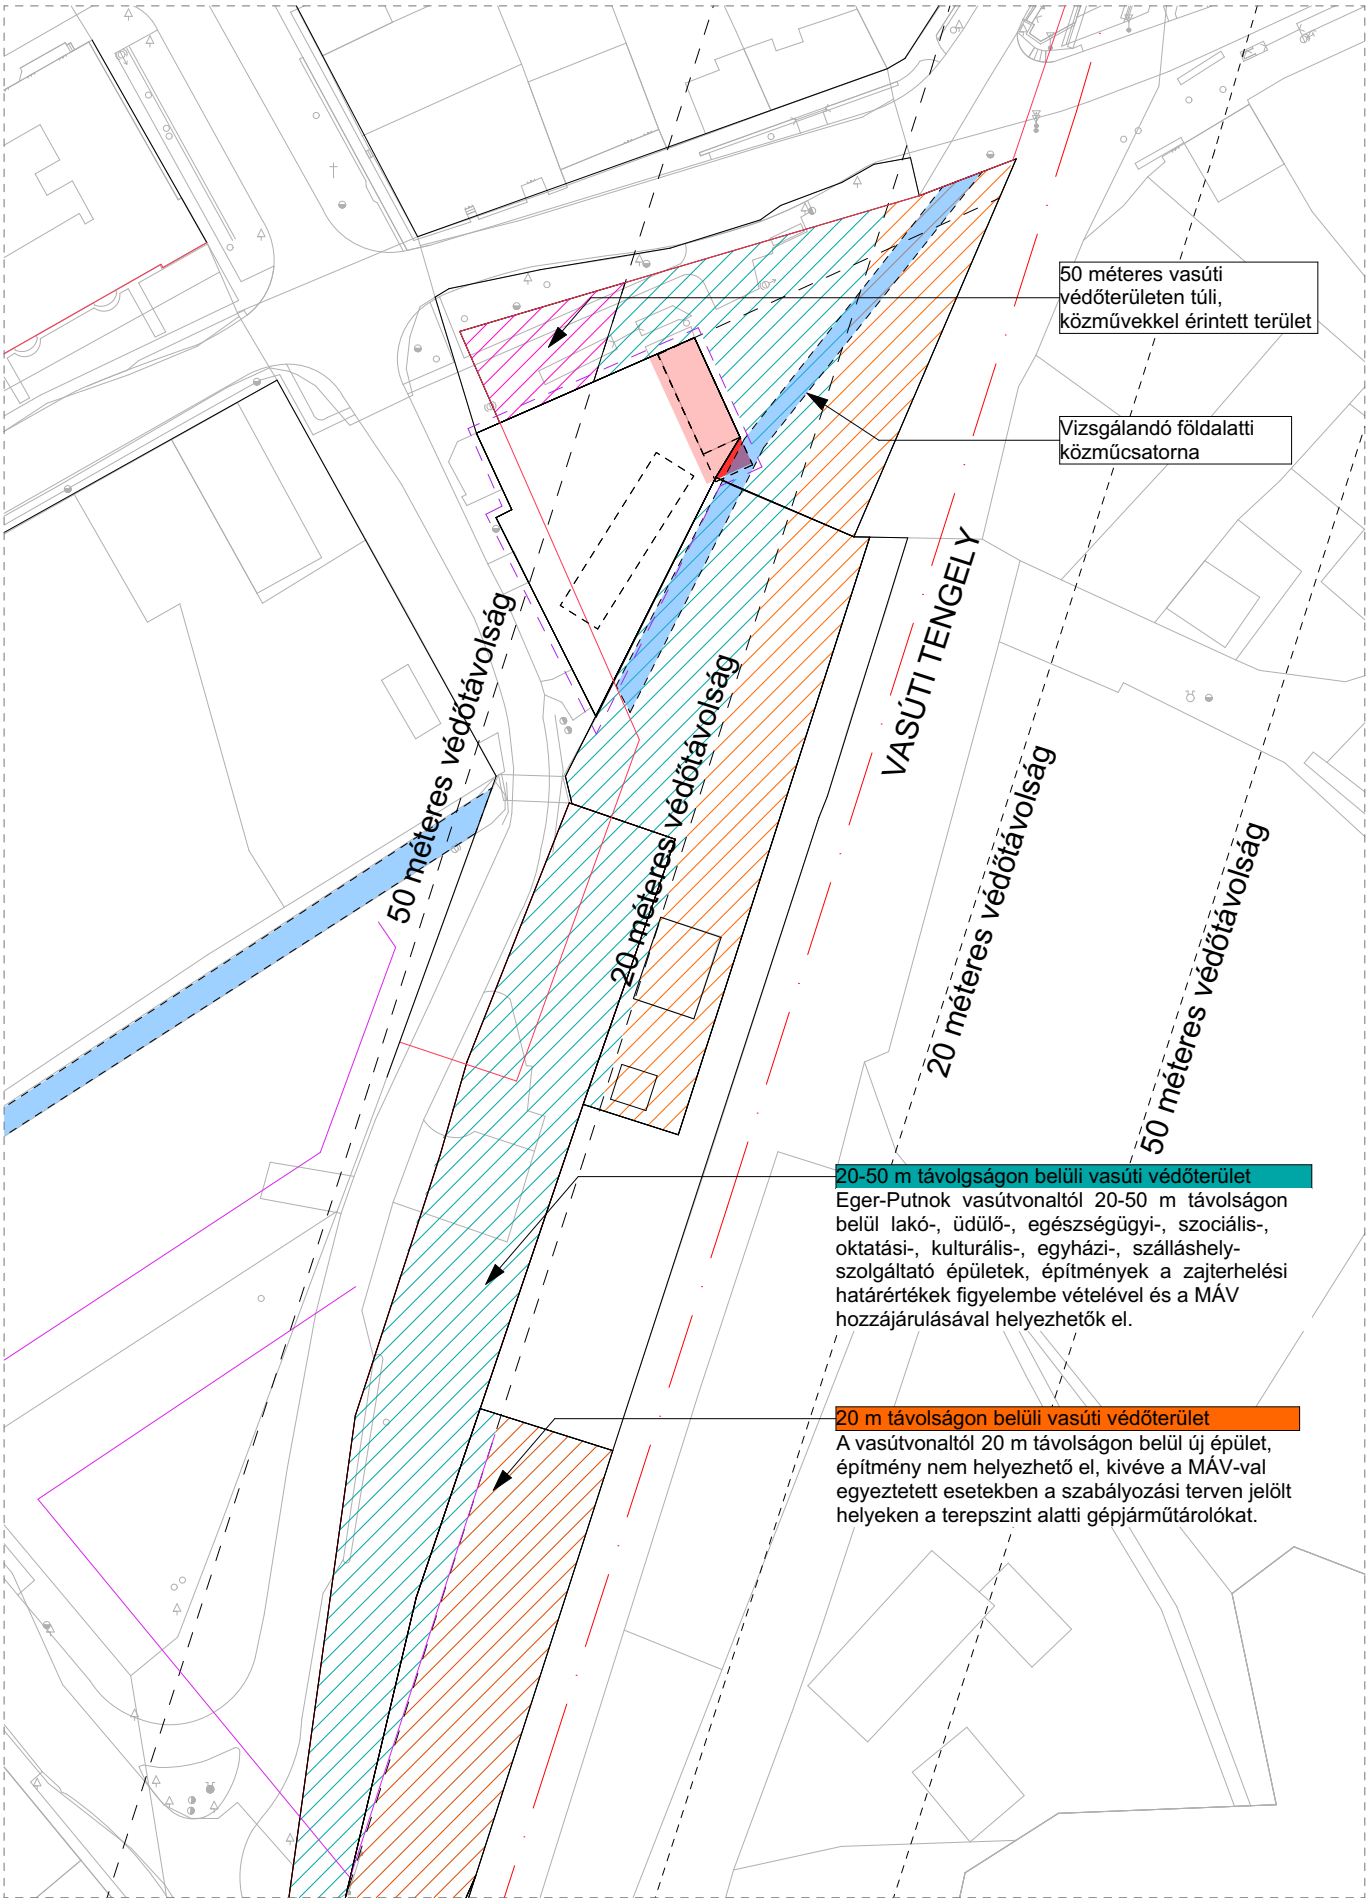 50 méteres vasúti
védőterületen túli,
közművekkel érintett terület
Vizsgálandó földalatti
közműcsatorna
VASÚTI TENGELY
50 méteres védőtávolság
20 méteres védőtávolság
20 méteres védőtávolság
50 méteres védőtávolság
20-50 m távolgságon belüli vasúti védőterület
Eger-Putnok vasútvonaltól 20-50 m távolságon
belül lakó-, üdülő-, egészségügyi-, szociális-,
oktatási-, kulturális-, egyházi-, szálláshely-
szolgáltató épületek, építmények a zajterhelési
határértékek figyelembe vételével és a MÁV
hozzájárulásával helyezhetők el.
20 m távolságon belüli vasúti védőterület
A vasútvonaltól 20 m távolságon belül új épület,
építmény nem helyezhető el, kivéve a MÁV-val
egyeztetett esetekben a szabályozási terven jelölt
helyeken a terepszint alatti gépjárműtárolókat.